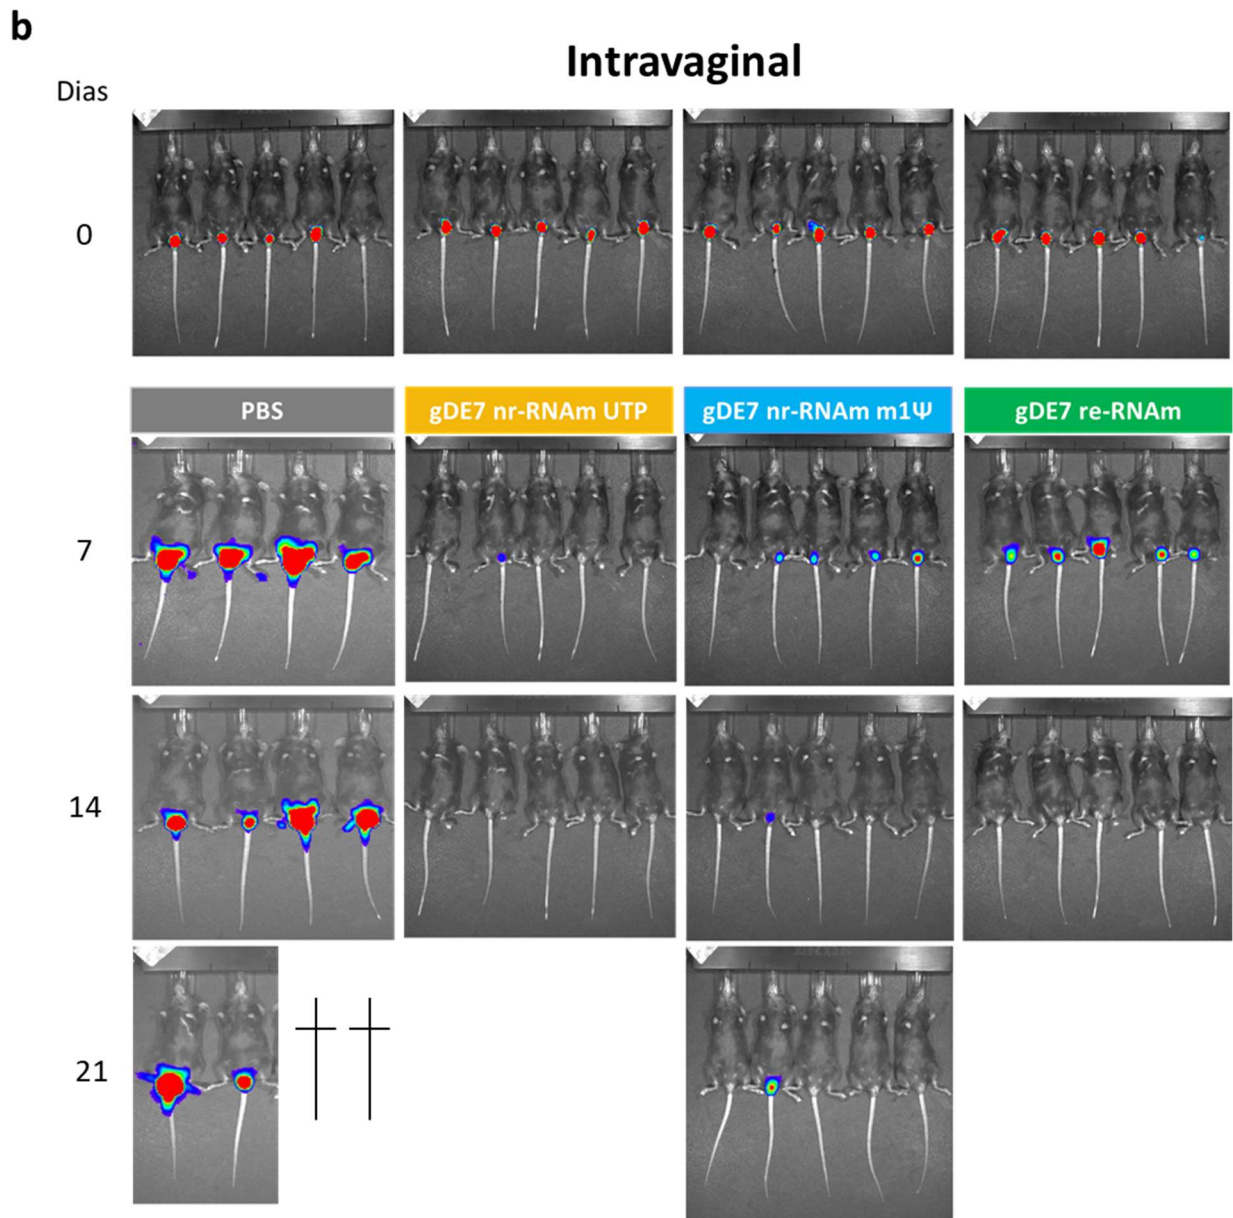 b
Intravaginal
Dias
0
PBS
gDE7 nr-RNAm UTP
gDE7 nr-RNAm m1Ψ
gDE7 re-RNAm
7
14
21